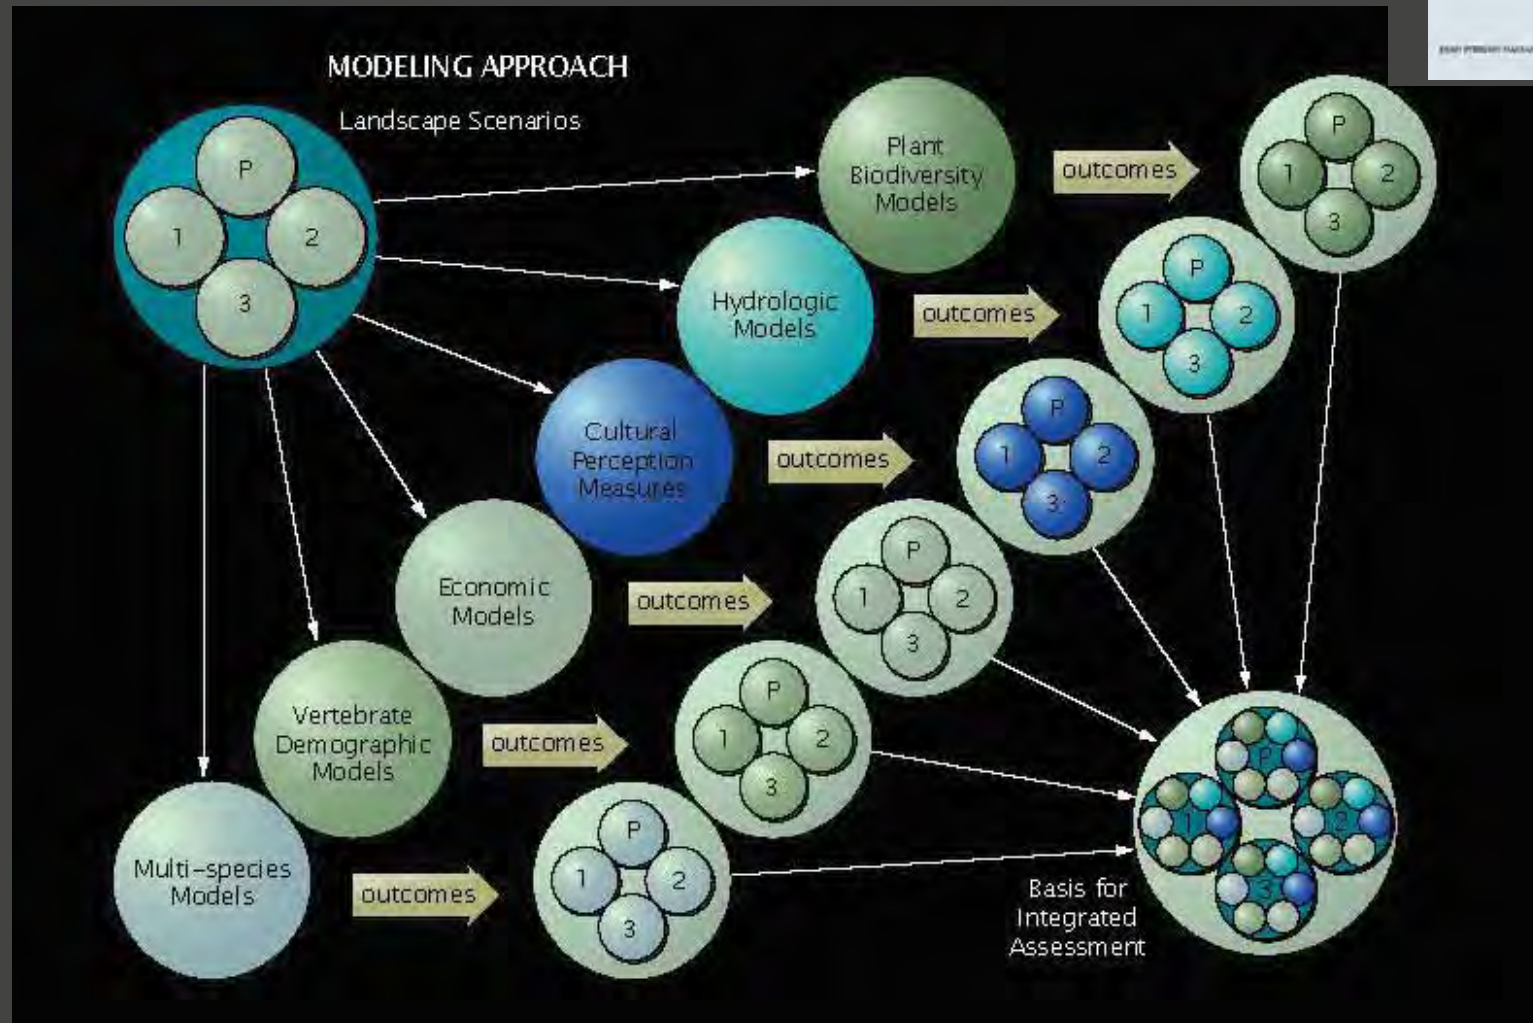 MODELING APPROACH
Landscape Scenarios
P
1
2
3
Plant
Biodiversity
Models
outcomes
P
1
2
3
Hydrologic
Models
outcomes
P
1
2
3
Cultural
Perception
Measures
outcomes
P
1
2
3
Economic
Models
outcomes
P
1
2
3
Vertebrate
Demographic
Models
outcomes
P
1
2
3
Multi-species
Models
outcomes
P
1
2
3
P
1
2
3
Basis for
Integrated
Assessment